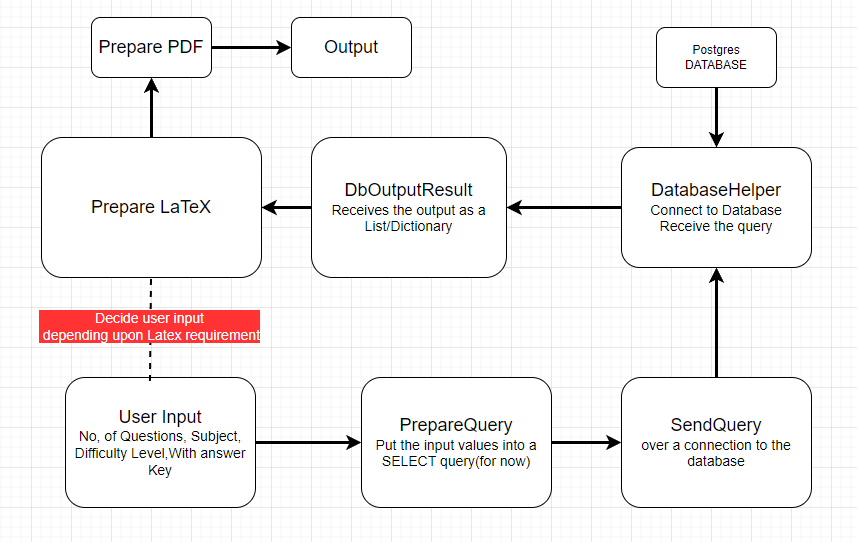 Prepare PDF
Output
Postgres
DATABASE
Prepare LaTeX
DbOutputResult
Receives the output as a
List/Dictionary
DatabaseHelper
Connect to Database
Receive the query
Decide user input
depending upon Latex requirement
User Input
No, of Questions, Subject,
Difficulty Level,With answer
Key
PrepareQuery
Put the input values into a
SELECT query(for now)
SendQuery
over a connection to the
database